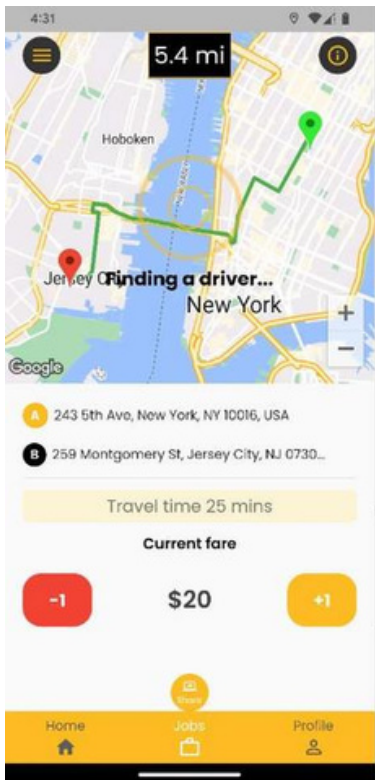 4:31
5.4 mi
Hoboken
Jersey City
Finding a driver...
New York
+
−
Google
A 243 5th Ave, New York, NY 10016, USA
B 259 Montgomery St, Jersey City, NJ 0730...
Travel time 25 mins
Current fare
-1 $20 +1
Share
Home Jobs Profile